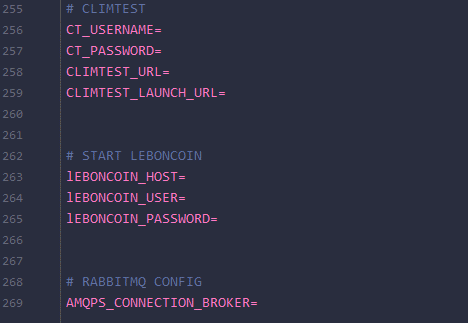 255 # CLIMTEST
256 CT_USERNAME=
257 CT_PASSWORD=
258 CLIMTEST_URL=
259 CLIMTEST_LAUNCH_URL=
260
261
262 # START LEBONCOIN
263 lEBONCOIN_HOST=
264 lEBONCOIN_USER=
265 lEBONCOIN_PASSWORD=
266
267
268 # RABBITMQ CONFIG
269 AMQPS_CONNECTION_BROKER=